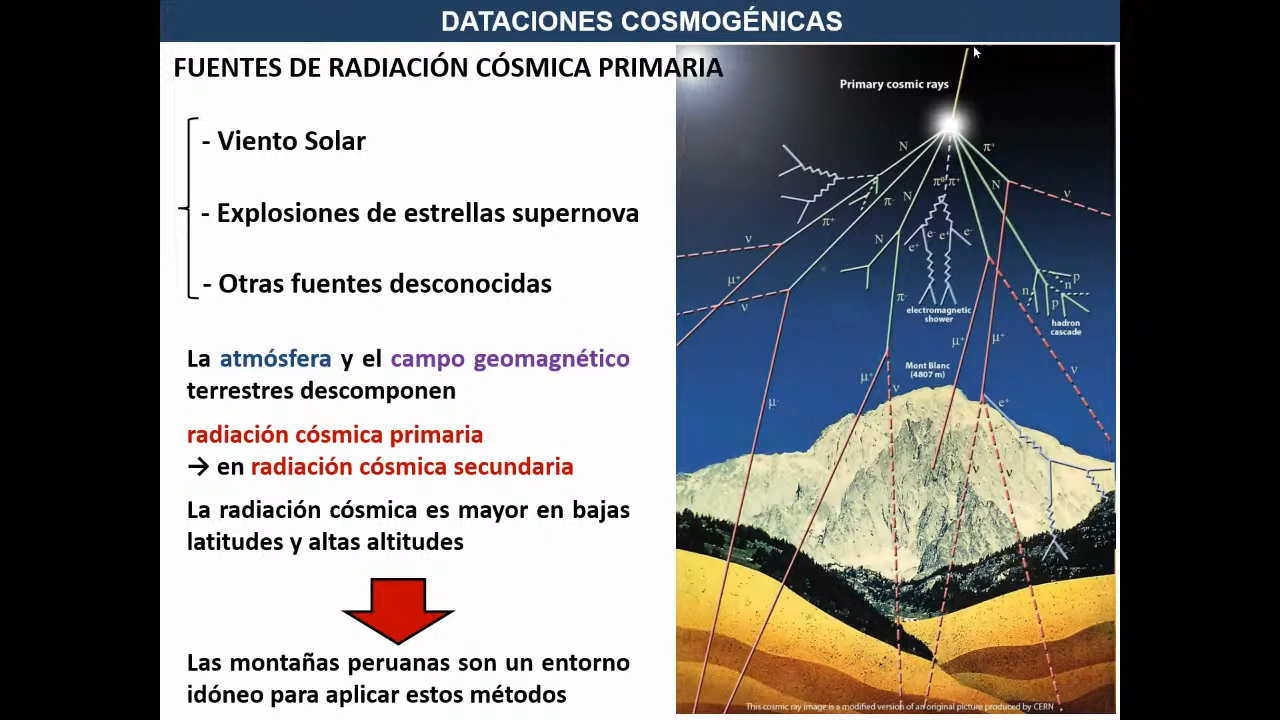 DATACIONES COSMOGÉNICAS
FUENTES DE RADIACIÓN CÓSMICA PRIMARIA
- Viento Solar
- Explosiones de estrellas supernova
- Otras fuentes desconocidas
La atmósfera y el campo geomagnético
terrestres descomponen
radiación cósmica primaria
→ en radiación cósmica secundaria
La radiación cósmica es mayor en bajas
latitudes y altas altitudes
Las montañas peruanas son un entorno
idóneo para aplicar estos métodos
Primary cosmic rays
N
π⁺
π⁰
π⁺
N
ν
π⁻
N
π⁺
N
e⁺
e⁻
e⁺
e⁻
ν
μ⁺
ν
π⁻
electromagnetic
shower
p
n
n
p
hadron
cascade
μ⁺
μ⁺
Mont Blanc
(4807 m)
μ⁺
ν
ν
μ⁻
e⁺
ν
ν
This cosmic ray image is a modified version of an original picture produced by CERN